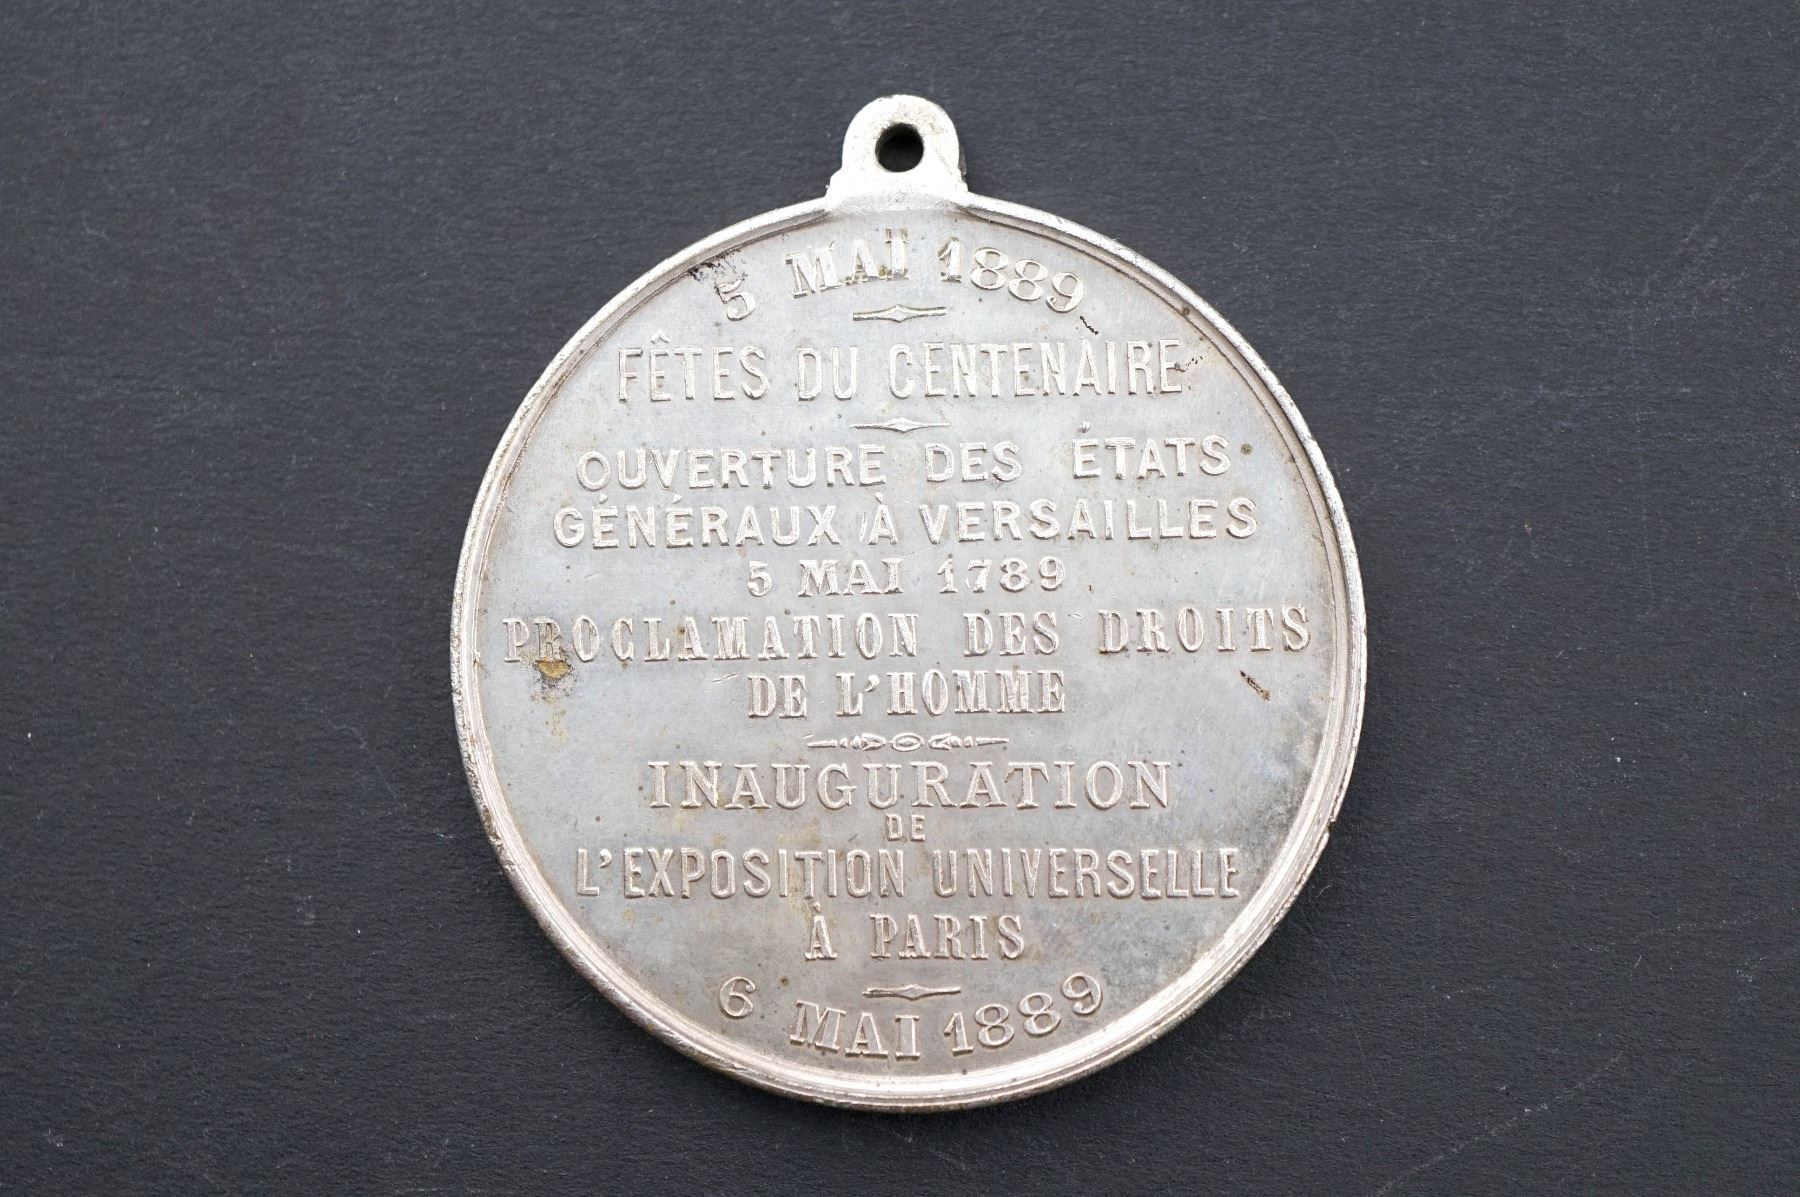 5 MAI 1889
FÊTES DU CENTENAIRE
OUVERTURE DES ÉTATS
GÉNÉRAUX À VERSAILLES
5 MAI 1789
PROCLAMATION DES DROITS
DE L'HOMME
INAUGURATION
DE
L'EXPOSITION UNIVERSELLE
À PARIS
6 MAI 1889